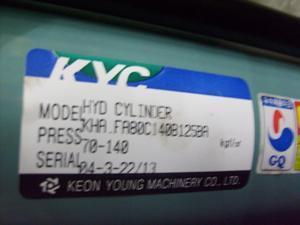 KYC
MODEL HYD CYLINDER
KHA.FA80C140B125BA
PRESS 70-140 kgf/㎠
SERIAL 04-3-22/13
KEON YOUNG MACHINERY CO., LTD.
GQ